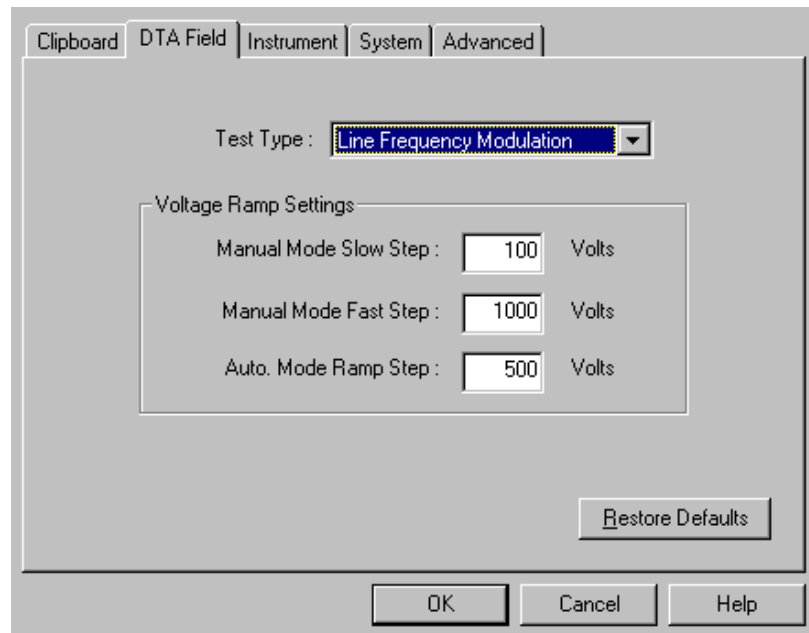 Clipboard DTA Field Instrument System Advanced
Test Type : Line Frequency Modulation
Voltage Ramp Settings
Manual Mode Slow Step : 100 Volts
Manual Mode Fast Step : 1000 Volts
Auto. Mode Ramp Step : 500 Volts
Restore Defaults
OK Cancel Help